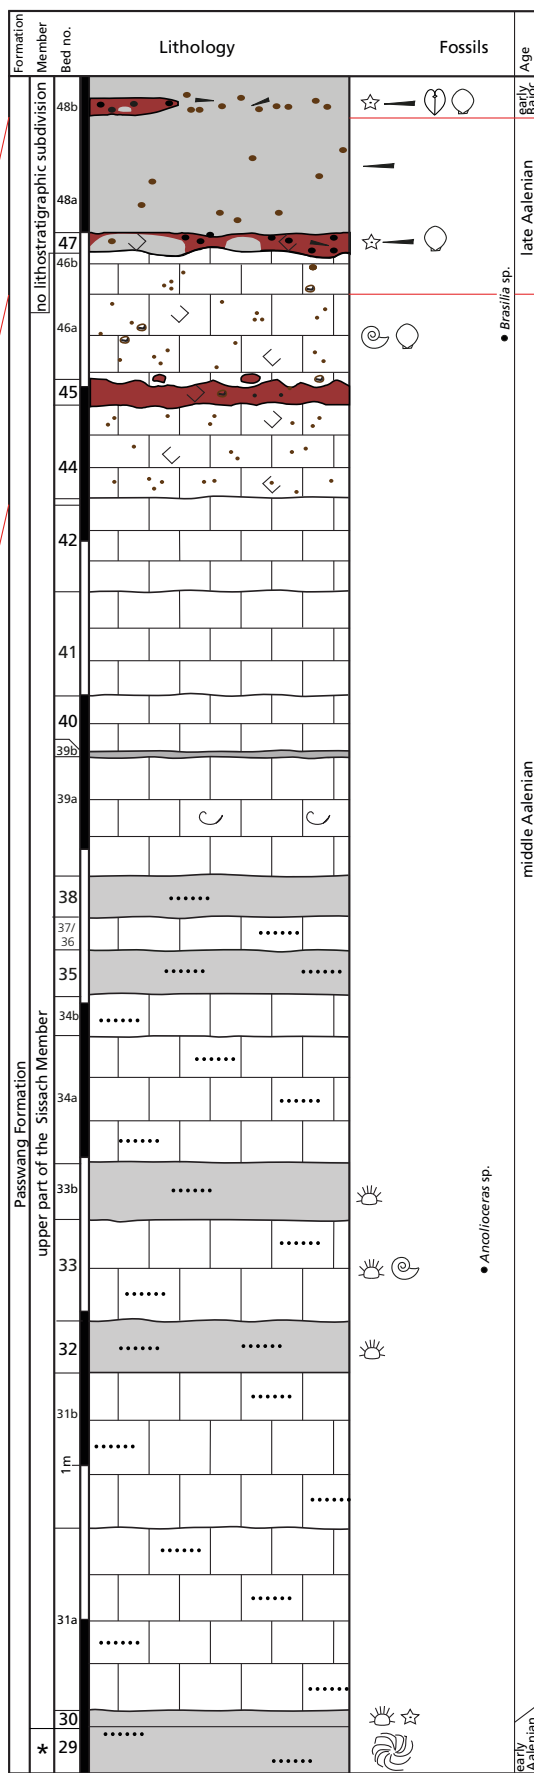 Formation
Member
Bed no.
Lithology
Fossils
Age
Passwang Formation
no lithostratigraphic subdivision
upper part of the Sissach Member
*
48b
48a
47
46b
46a
45
44
42
41
40
39b
39a
38
37/
36
35
34b
34a
33b
33
32
31b
1m
31a
30
29
Brasilia sp.
Ancolioceras sp.
early
Bajoc.
late Aalenian
middle Aalenian
early
Aalenian